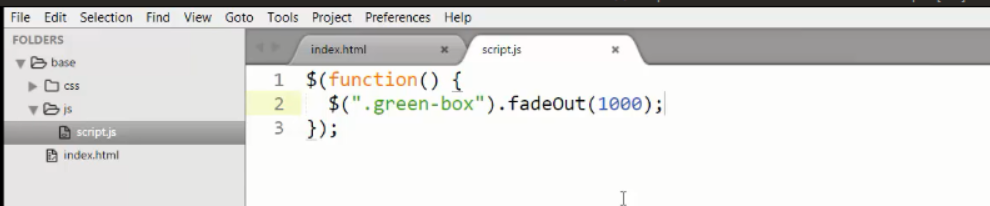 File Edit Selection Find View Goto Tools Project Preferences Help
FOLDERS
base
css
js
script.js
index.html
index.html script.js
1 $(function() {
2 $(".green-box").fadeOut(1000);
3 });